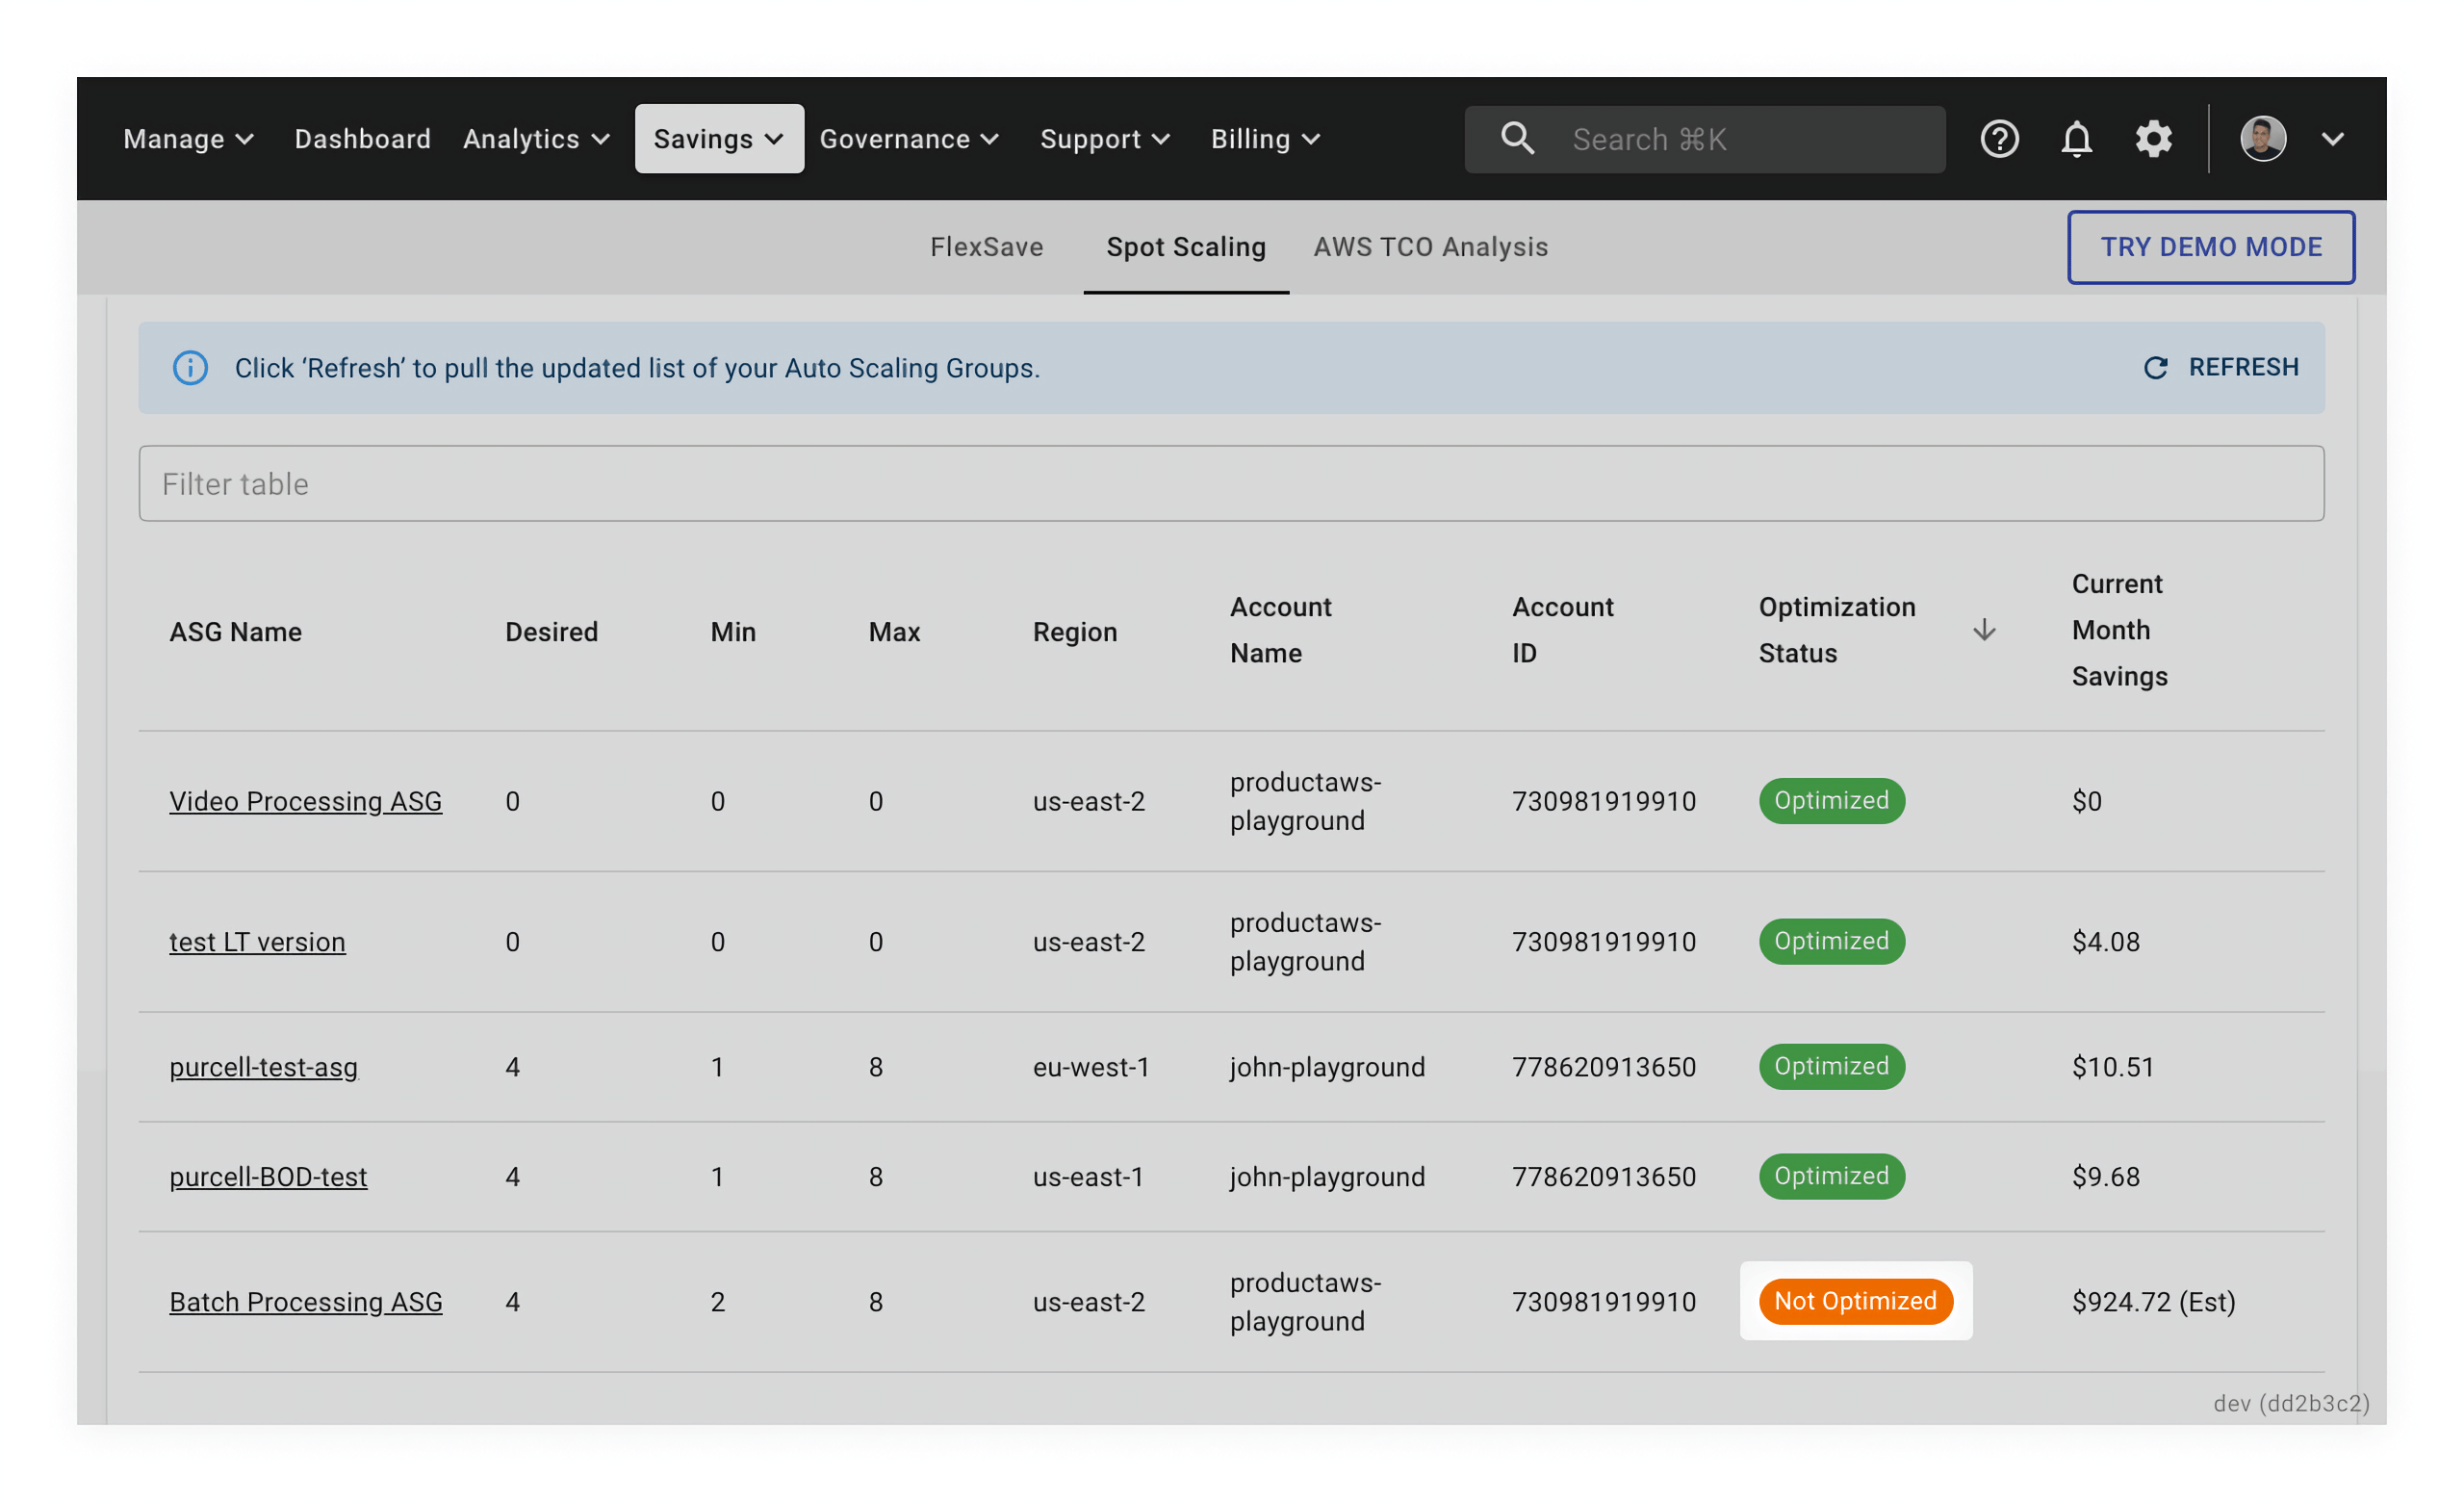 Manage Dashboard Analytics Savings Governance Support Billing Search ⌘K
FlexSave Spot Scaling AWS TCO Analysis TRY DEMO MODE
Click ‘Refresh’ to pull the updated list of your Auto Scaling Groups. REFRESH
Filter table
ASG Name Desired Min Max Region Account Name Account ID Optimization Status Current Month Savings
Video Processing ASG 0 0 0 us-east-2 productaws-playground 730981919910 Optimized $0
test LT version 0 0 0 us-east-2 productaws-playground 730981919910 Optimized $4.08
purcell-test-asg 4 1 8 eu-west-1 john-playground 778620913650 Optimized $10.51
purcell-BOD-test 4 1 8 us-east-1 john-playground 778620913650 Optimized $9.68
Batch Processing ASG 4 2 8 us-east-2 productaws-playground 730981919910 Not Optimized $924.72 (Est)
dev (dd2b3c2)